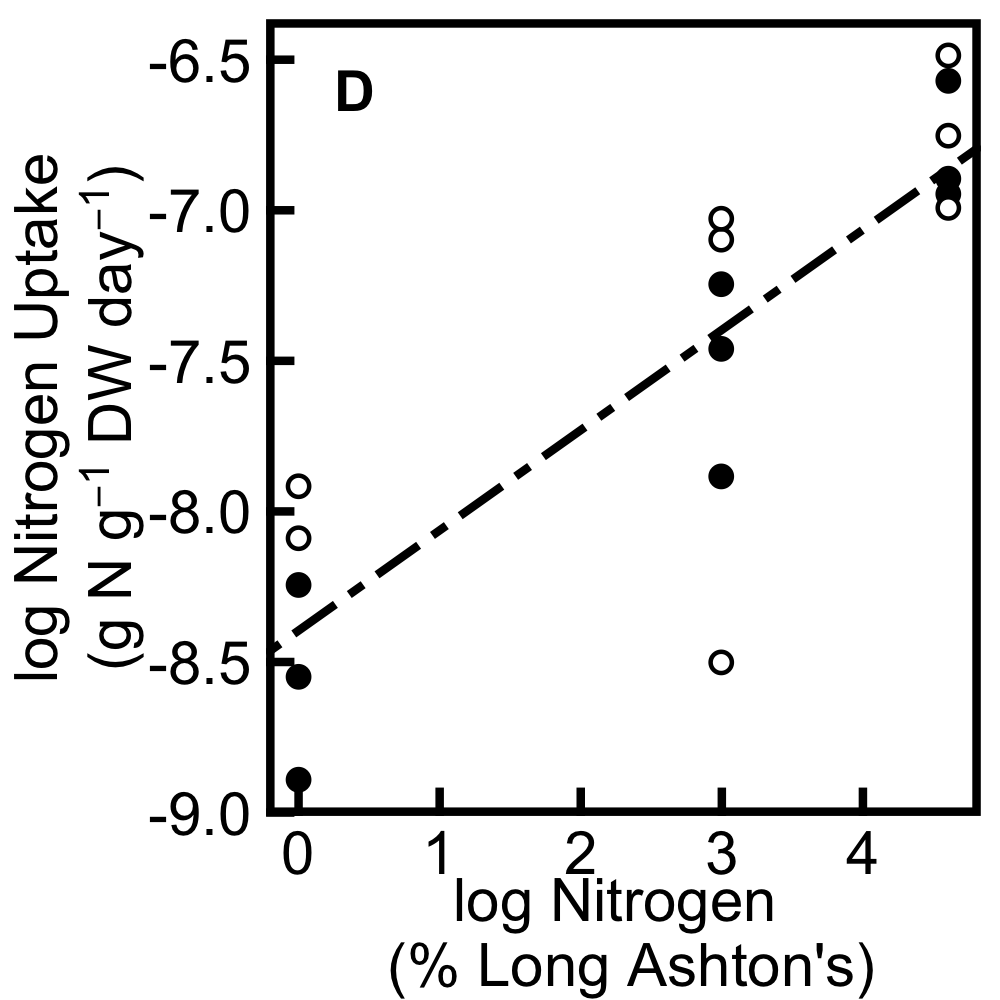 D
-6.5
-7.0
-7.5
-8.0
-8.5
-9.0
log Nitrogen Uptake
(g N g⁻¹ DW day⁻¹)
0 1 2 3 4
log Nitrogen
(% Long Ashton's)